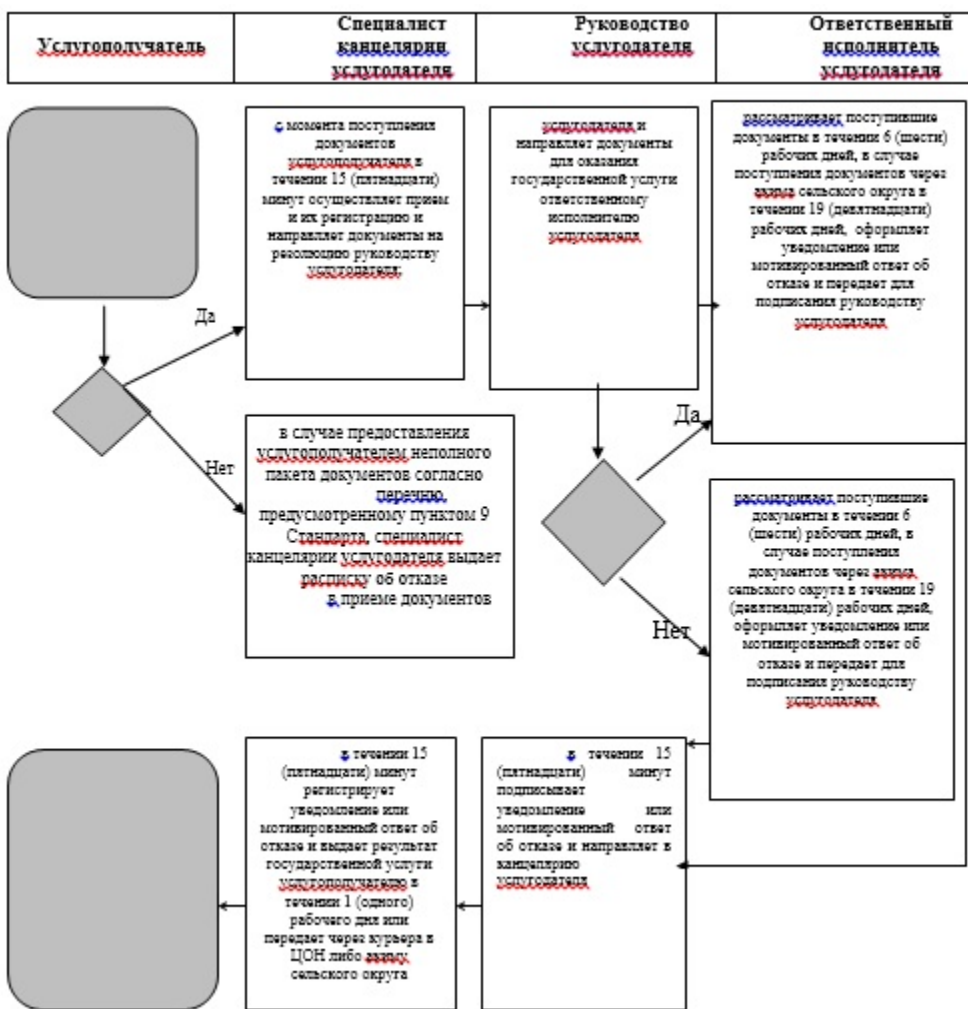 Услугополучатель
Специалист
канцелярии
услугодателя
Руководство
услугодателя
Ответственный
исполнитель
услугодателя
с момента поступления
документов
услугополучателя в
течении 15 (пятнадцати)
минут осуществляет прием
и их регистрацию и
направляет документы на
резолюцию руководству
услугодателя;
услугодателя и
направляет документы
для оказания
государственной услуги
ответственному
исполнителю
услугодателя
рассматривает поступившие
документы в течении 6 (шести)
рабочих дней, в случае
поступления документов через
акима сельского округа в
течении 19 (девятнадцати)
рабочих дней, оформляет
уведомление или
мотивированный ответ об
отказе и передает для
подписания руководству
услугодателя
Да
Нет
в случае предоставления
услугополучателем неполного
пакета документов согласно
перечню,
предусмотренному пунктом 9
Стандарта, специалист
канцелярии услугодателя выдает
расписку об отказе
в приеме документов
Да
Нет
рассматривает поступившие
документы в течении 6
(шести) рабочих дней, в
случае поступления
документов через акима
сельского округа в течении 19
(девятнадцати) рабочих дней,
оформляет уведомление или
мотивированный ответ об
отказе и передает для
подписания руководству
услугодателя
в течении 15
(пятнадцати) минут
регистрирует
уведомление или
мотивированный ответ об
отказе и выдает результат
государственной услуги
услугополучателю в
течении 1 (одного)
рабочего дня или
передает через курьера в
ЦОН либо акиму
сельского округа
в течении 15
(пятнадцати) минут
подписывает
уведомление или
мотивированный ответ
об отказе и направляет в
канцелярию
услугодателя